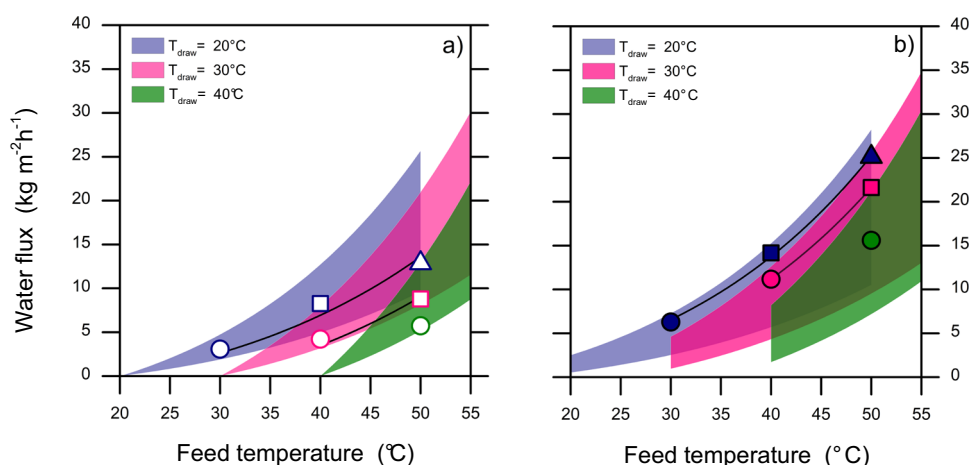 40
35
30
25
20
15
10
5
0
Water flux (kg m-2h-1)
a)
Tdraw= 20°C
Tdraw= 30°C
Tdraw= 40°C
20 25 30 35 40 45 50 55
Feed temperature (°C)
b)
Tdraw= 20°C
Tdraw= 30°C
Tdraw= 40°C
40
35
30
25
20
15
10
5
0
20 25 30 35 40 45 50 55
Feed temperature (°C)